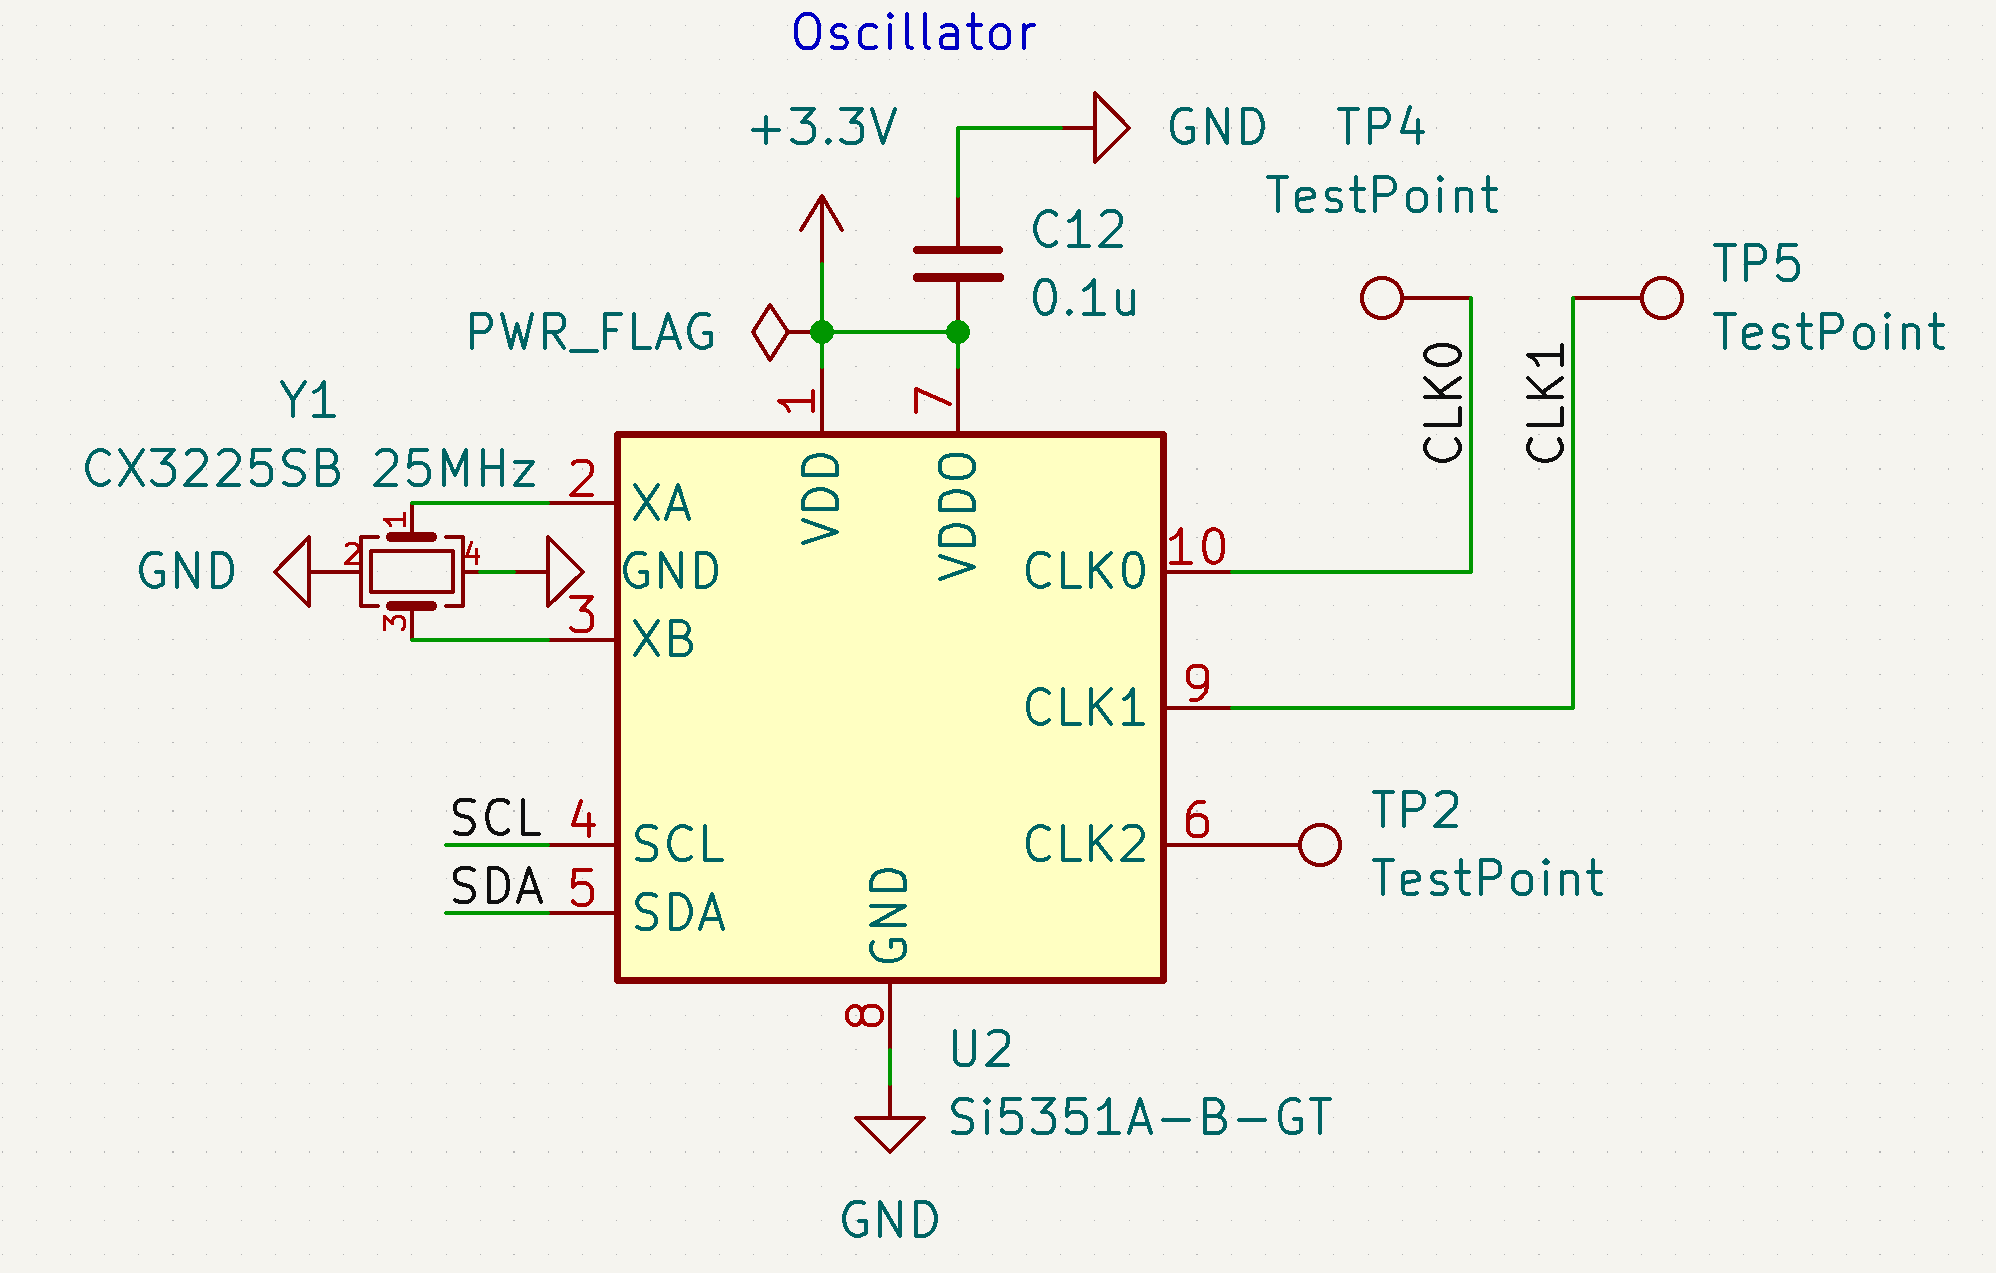 Oscillator
+3.3V
GND
TP4
TestPoint
C12
0.1u
TP5
TestPoint
PWR_FLAG
CLK0
CLK1
Y1
CX3225SB 25MHz
1
7
2
XA
VDD
VDDO
1
GND
2
4
GND
3
3
XB
10
CLK0
9
CLK1
SCL
4
SCL
6
CLK2
TP2
TestPoint
SDA
5
SDA
GND
8
U2
Si5351A-B-GT
GND